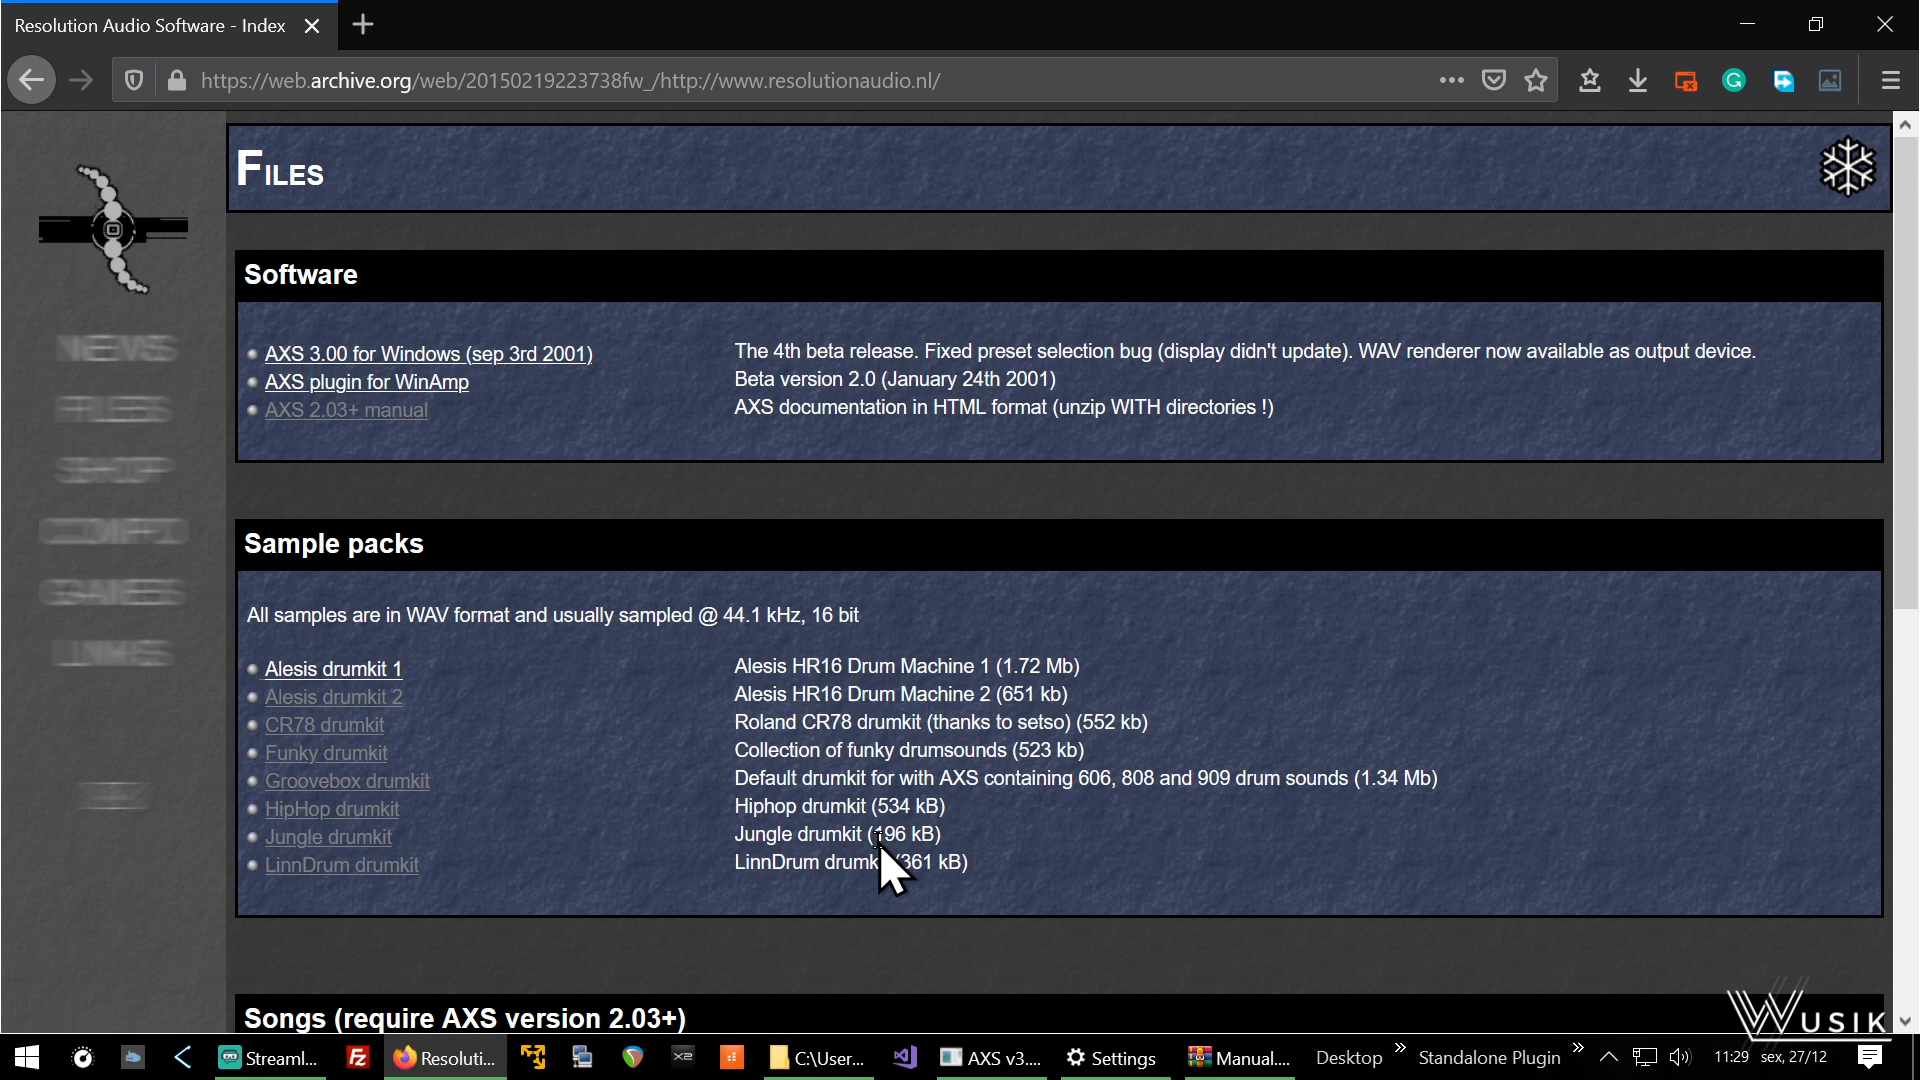 Resolution Audio Software - Index
https://web.archive.org/web/20150219223738fw_/http://www.resolutionaudio.nl/
FILES
NEWS
FILES
SHOP
GAMES
LINKS
Software
AXS 3.00 for Windows (sep 3rd 2001) The 4th beta release. Fixed preset selection bug (display didn't update). WAV renderer now available as output device.
AXS plugin for WinAmp Beta version 2.0 (January 24th 2001)
AXS 2.03+ manual AXS documentation in HTML format (unzip WITH directories !)
Sample packs
All samples are in WAV format and usually sampled @ 44.1 kHz, 16 bit
Alesis drumkit 1 Alesis HR16 Drum Machine 1 (1.72 Mb)
Alesis drumkit 2 Alesis HR16 Drum Machine 2 (651 kb)
CR78 drumkit Roland CR78 drumkit (thanks to setso) (552 kb)
Funky drumkit Collection of funky drumsounds (523 kb)
Groovebox drumkit Default drumkit for with AXS containing 606, 808 and 909 drum sounds (1.34 Mb)
HipHop drumkit Hiphop drumkit (534 kB)
Jungle drumkit Jungle drumkit (196 kB)
LinnDrum drumkit LinnDrum (361 kB)
Songs (require AXS version 2.03+)
WUSIK
Streaml... Fz Resoluti... X2 C:\User... AXS v3.... Settings Manual.... Desktop » Standalone Plugin » 11:29 sex, 27/12